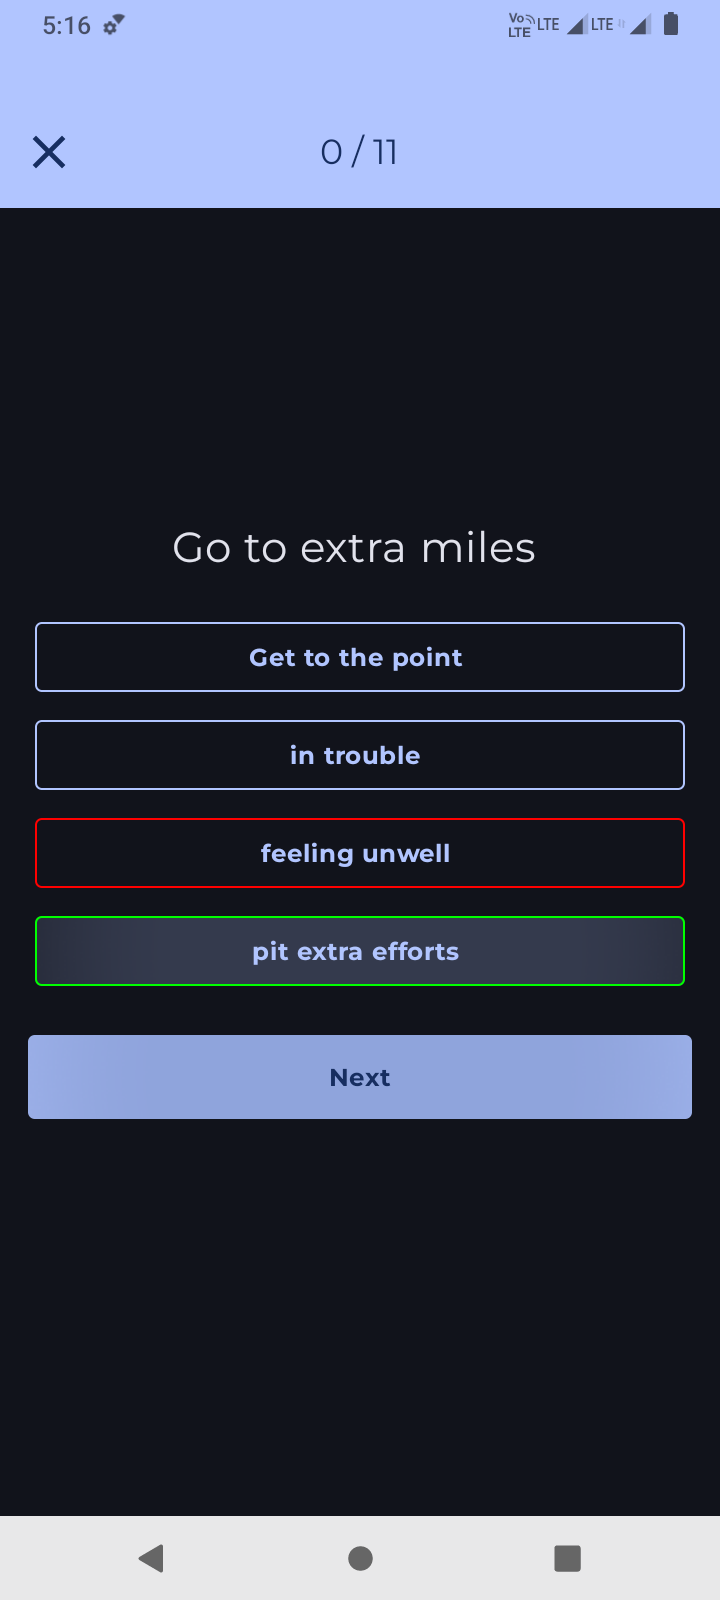 5:16
Vo LTE LTE LTE
0 / 11
Go to extra miles
Get to the point
in trouble
feeling unwell
pit extra efforts
Next